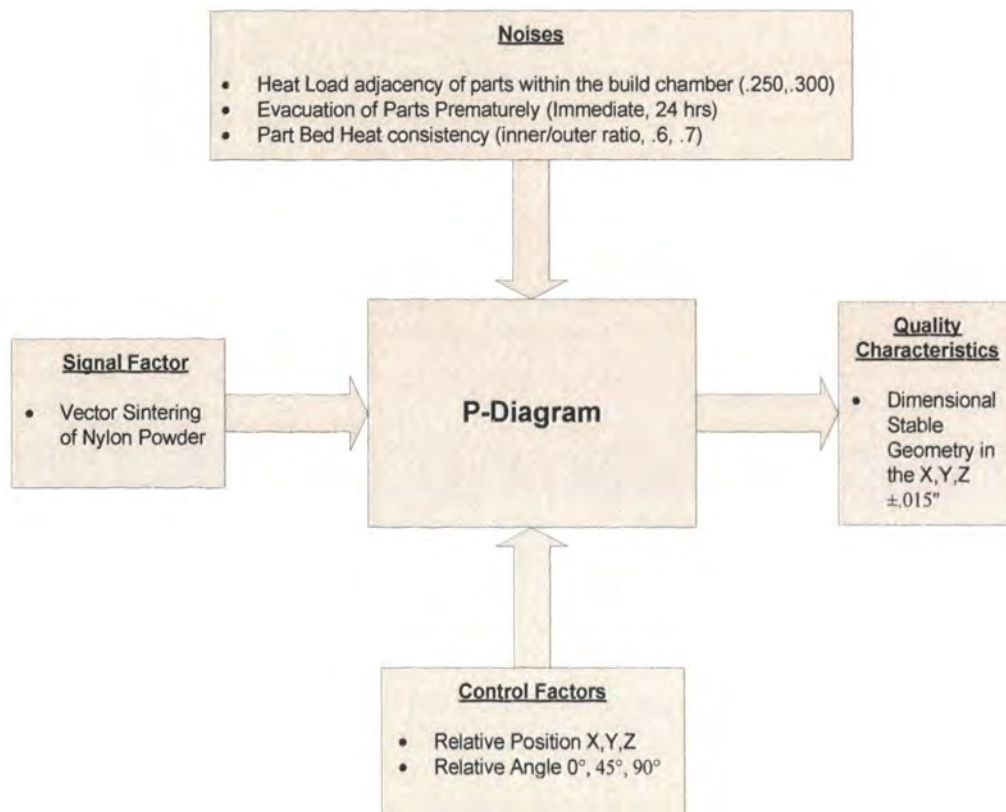 Noises
• Heat Load adjacency of parts within the build chamber (.250,.300)
• Evacuation of Parts Prematurely (Immediate, 24 hrs)
• Part Bed Heat consistency (inner/outer ratio, .6, .7)
Signal Factor
• Vector Sintering
of Nylon Powder
P-Diagram
Quality
Characteristics
• Dimensional
Stable
Geometry in
the X,Y,Z
±.015"
Control Factors
• Relative Position X,Y,Z
• Relative Angle 0°, 45°, 90°